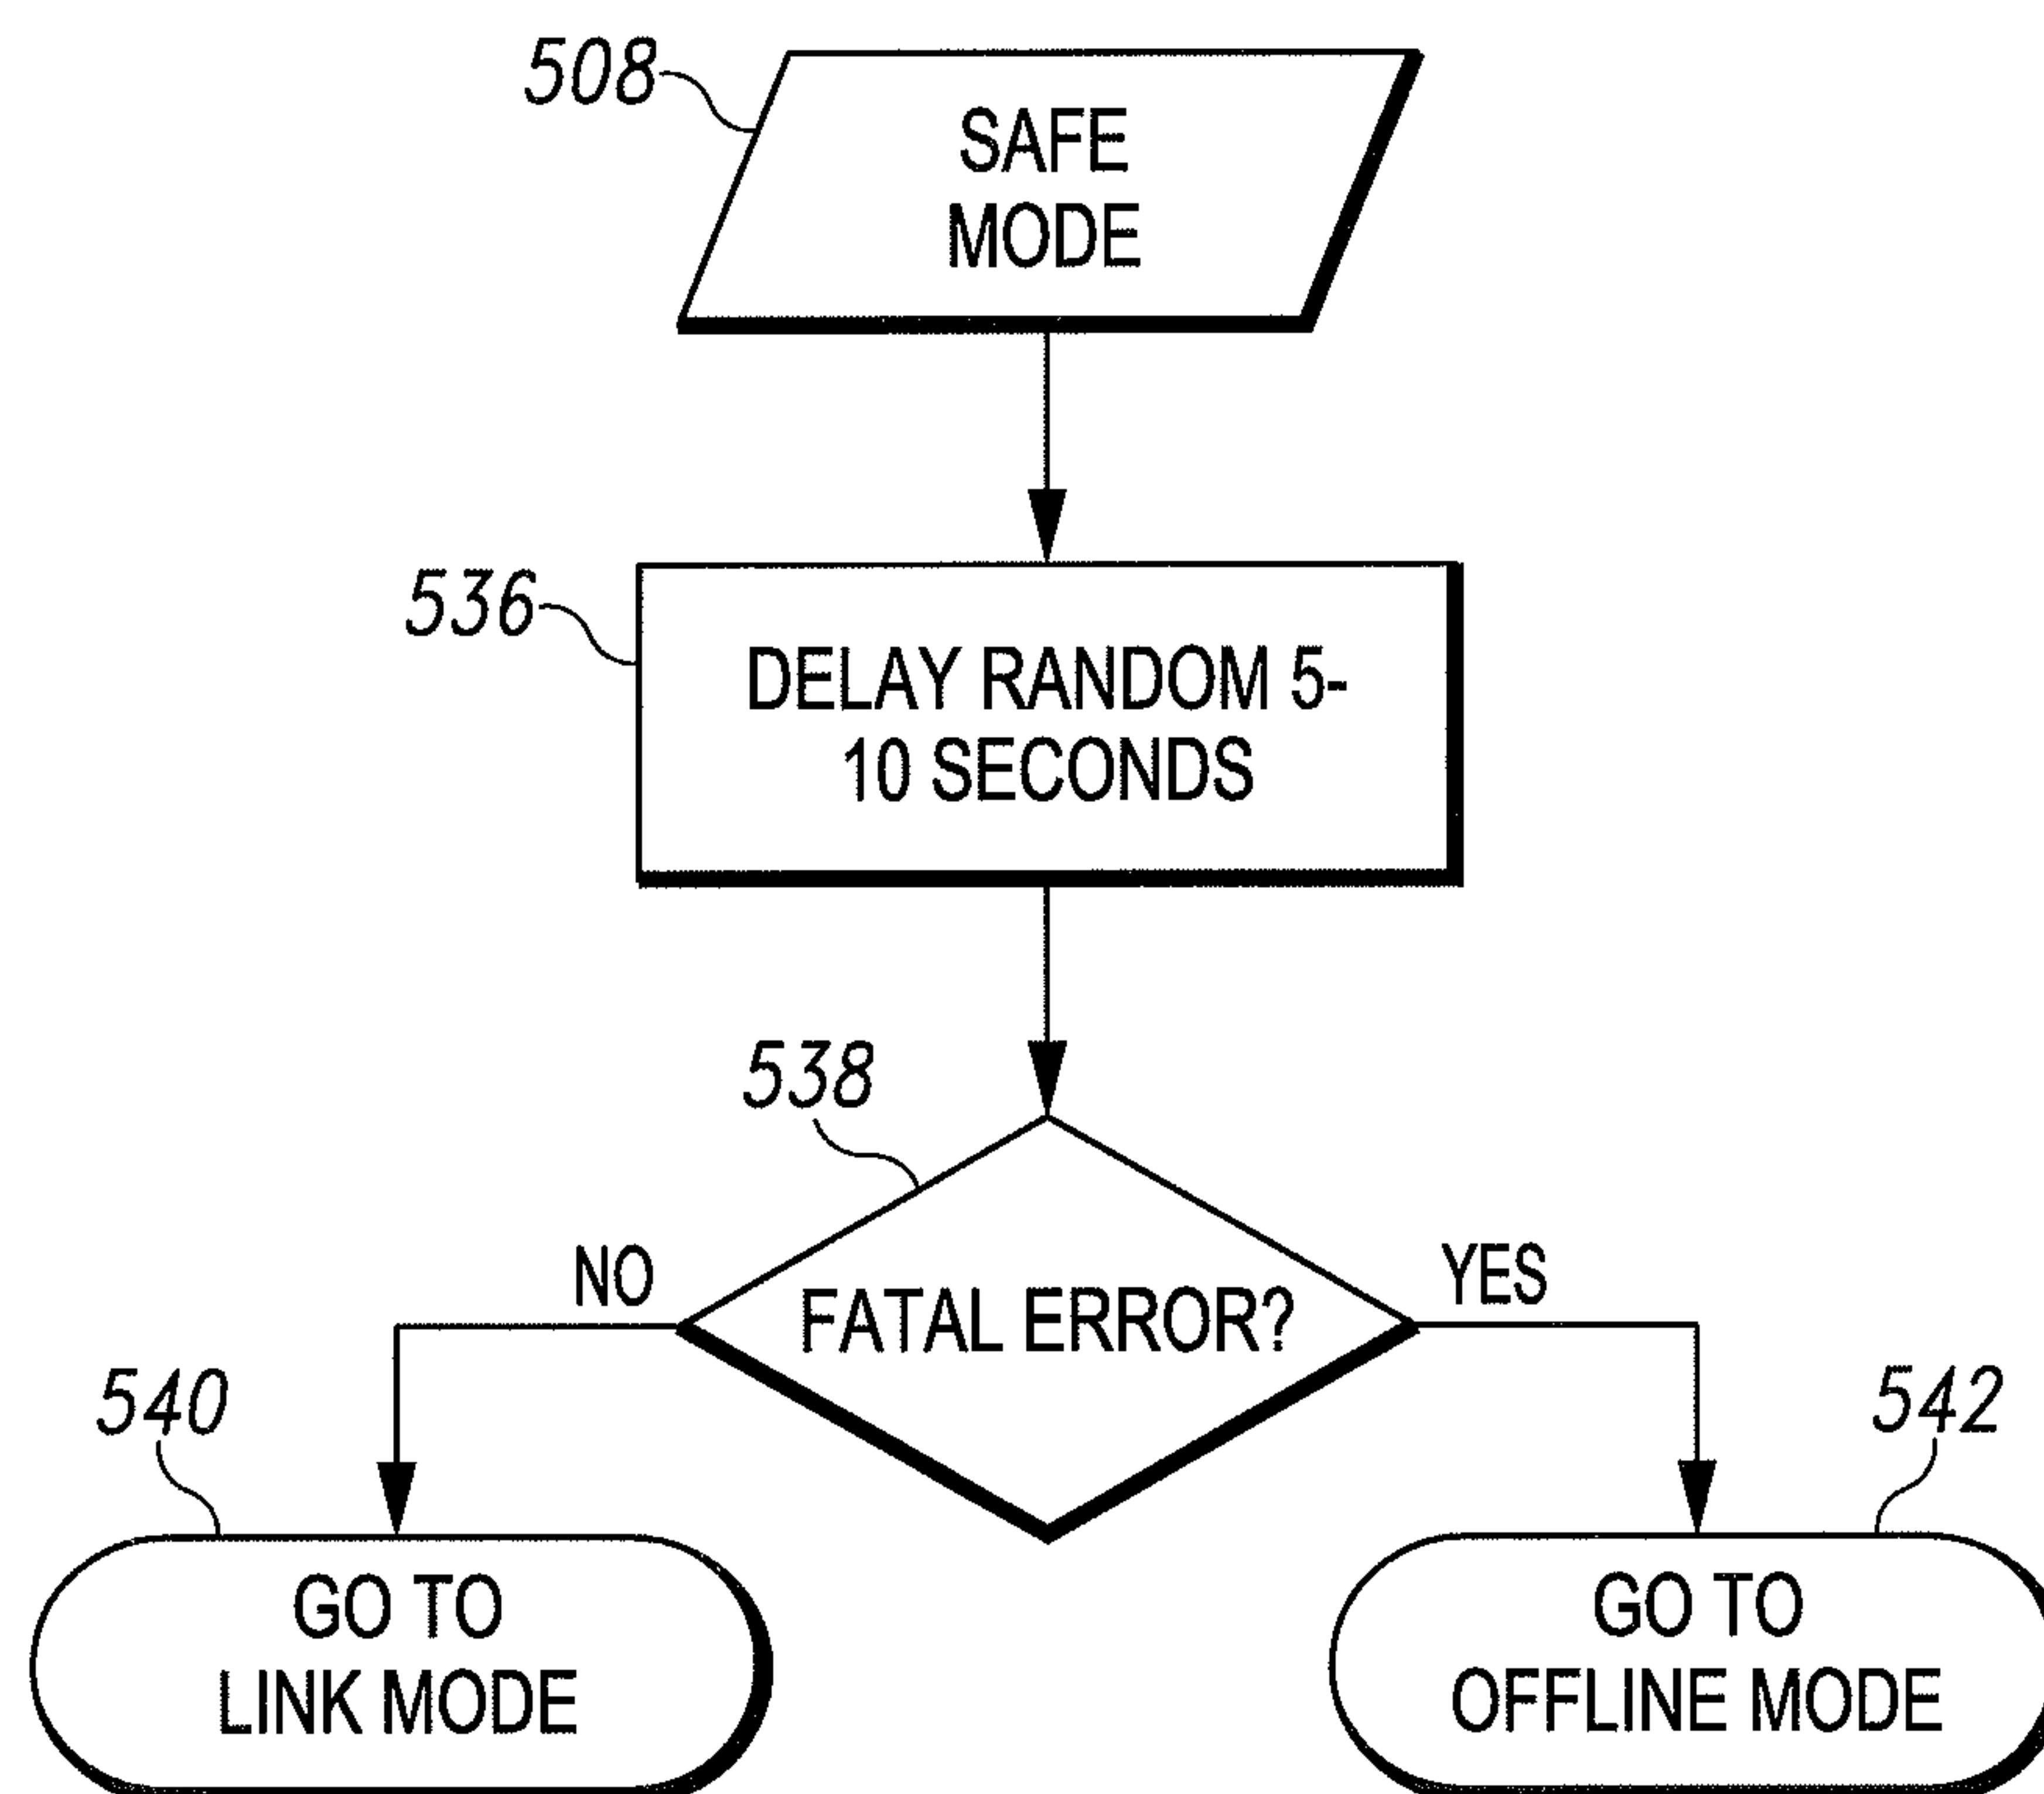 508
SAFE
MODE
536
DELAY RANDOM 5-
10 SECONDS
538
NO
YES
FATAL ERROR?
540
542
GO TO
LINK MODE
GO TO
OFFLINE MODE